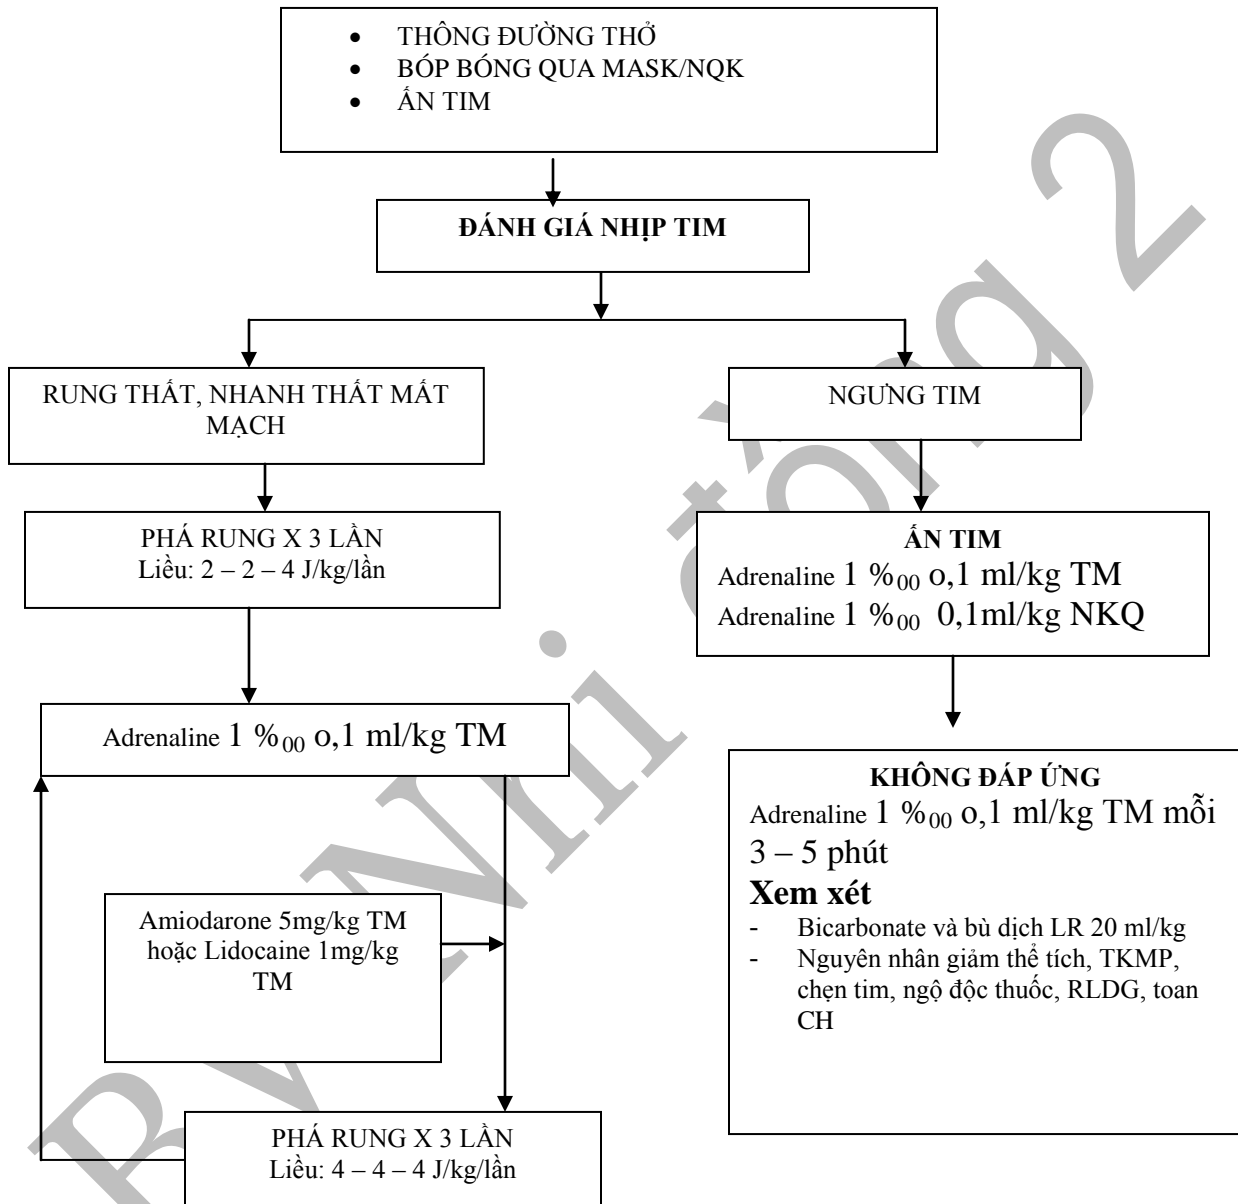 • THÔNG ĐƯỜNG THỞ
• BÓP BÓNG QUA MASK/NQK
• ẤN TIM
ĐÁNH GIÁ NHỊP TIM
RUNG THẤT, NHANH THẤT MẤT
MẠCH
NGƯNG TIM
PHÁ RUNG X 3 LẦN
Liều: 2 – 2 – 4 J/kg/lần
ẤN TIM
Adrenaline 1 %₀₀ o,1 ml/kg TM
Adrenaline 1 %₀₀ 0,1ml/kg NKQ
Adrenaline 1 %₀₀ o,1 ml/kg TM
Amiodarone 5mg/kg TM
hoặc Lidocaine 1mg/kg
TM
PHÁ RUNG X 3 LẦN
Liều: 4 – 4 – 4 J/kg/lần
KHÔNG ĐÁP ỨNG
Adrenaline 1 %₀₀ o,1 ml/kg TM mỗi
3 – 5 phút
Xem xét
- Bicarbonate và bù dịch LR 20 ml/kg
- Nguyên nhân giảm thể tích, TKMP,
chẹn tim, ngộ độc thuốc, RLDG, toan
CH